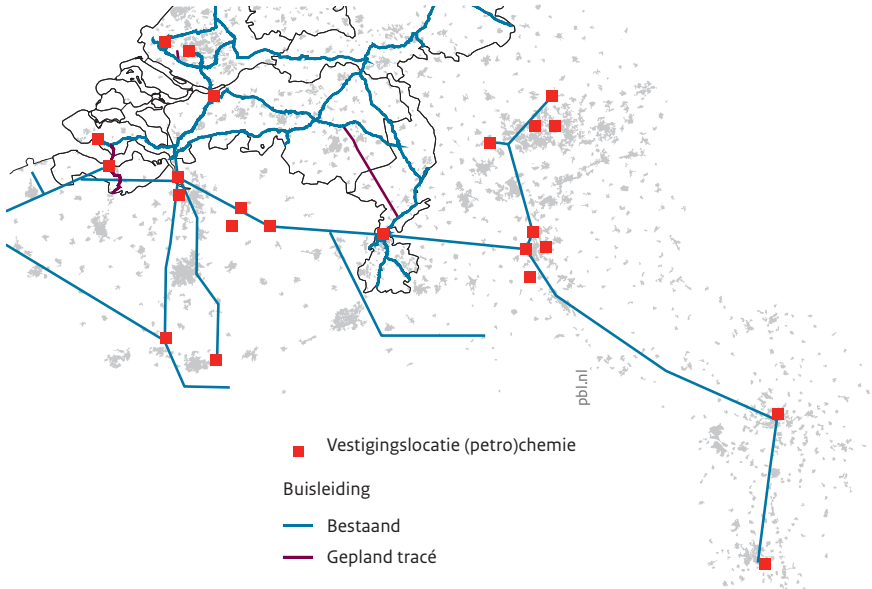 pbl.nl
Vestigingslocatie (petro)chemie
Buisleiding
Bestaand
Gepland tracé